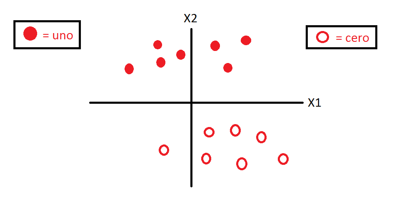 X2
= uno
= cero
X1